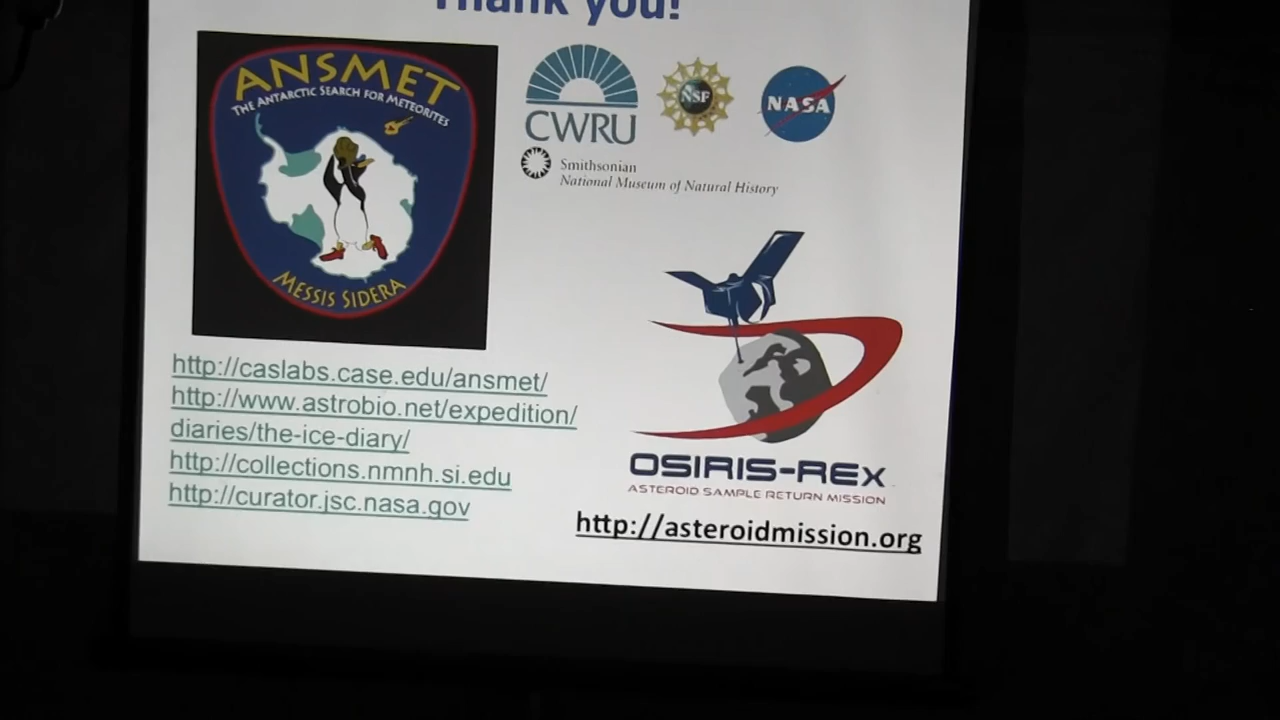 Thank you!
ANSMET
THE ANTARCTIC SEARCH FOR METEORITES
MESSIS SIDERA
CWRU
NSF
NASA
Smithsonian
National Museum of Natural History
http://caslabs.case.edu/ansmet/
http://www.astrobio.net/expedition/
diaries/the-ice-diary/
http://collections.nmnh.si.edu
http://curator.jsc.nasa.gov
OSIRIS-REX
ASTEROID SAMPLE RETURN MISSION
http://asteroidmission.org